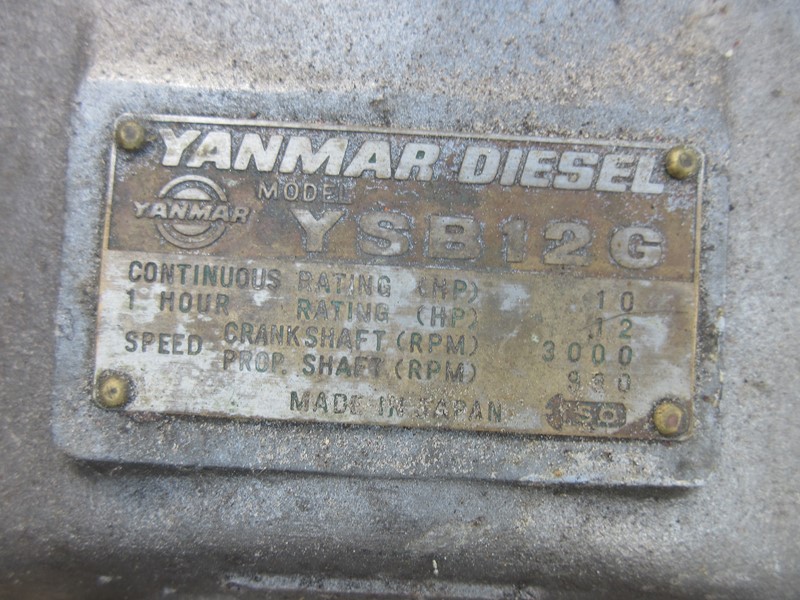 YANMAR DIESEL
YANMAR
MODEL YSB12G
CONTINUOUS RATING (HP) 10
1 HOUR RATING (HP) 12
SPEED CRANKSHAFT (RPM) 3000
PROP. SHAFT (RPM)
MADE IN JAPAN